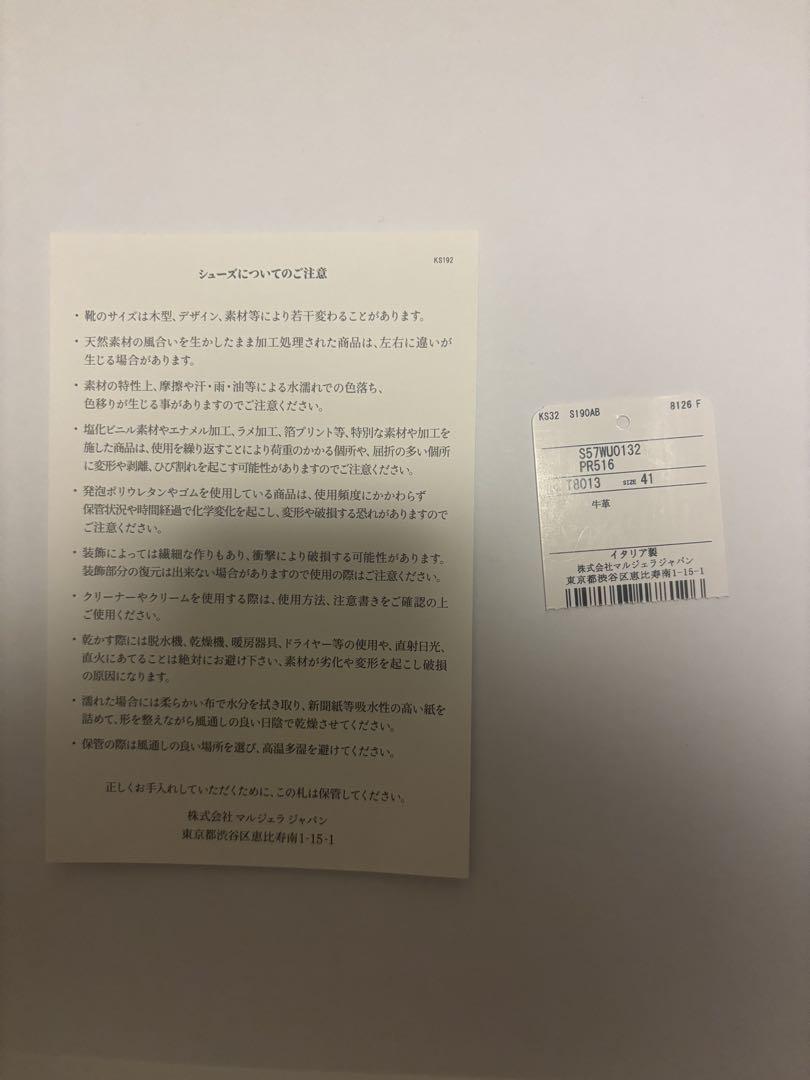 KS192
シューズについてのご注意
・靴のサイズは木型、デザイン、素材等により若干変わることがあります。
・天然素材の風合いを生かしたまま加工処理された商品は、左右に違いが
生じる場合があります。
・素材の特性上、摩擦や汗・雨・油等による水濡れでの色落ち、
色移りが生じる事がありますのでご注意ください。
・塩化ビニル素材やエナメル加工、ラメ加工、箔プリント等、特別な素材や加工を
施した商品は、使用を繰り返すことにより荷重のかかる個所や、屈折の多い個所
に変形や剥離、ひび割れを起こす可能性がありますのでご注意ください。
・発泡ポリウレタンやゴムを使用している商品は、使用頻度にかかわらず
保管状況や時間経過で化学変化を起こし、変形や破損する恐れがありますので
ご注意ください。
・装飾によっては繊細な作りもあり、衝撃により破損する可能性があります。
装飾部分の復元は出来ない場合がありますので使用の際はご注意ください。
・クリーナーやクリームを使用する際は、使用方法、注意書きをご確認の上
ご使用ください。
・乾かす際には脱水機、乾燥機、暖房器具、ドライヤー等の使用や、直射日光、
直火にあてることは絶対にお避け下さい、素材が劣化や変形を起こし破損
の原因になります。
・濡れた場合には柔らかい布で水分を拭き取り、新聞紙等吸水性の高い紙を
詰めて、形を整えながら風通しの良い日陰で乾燥させてください。
・保管の際は風通しの良い場所を選び、高温多湿を避けてください。
正しくお手入れしていただくために、この札は保管してください。
株式会社 マルジェラ ジャパン
東京都渋谷区恵比寿南1-15-1
KS32 S190AB 8126 F
S57WU0132
PR516
T8013 SIZE 41
牛革
イタリア製
株式会社マルジェラジャパン
東京都渋谷区恵比寿南1-15-1